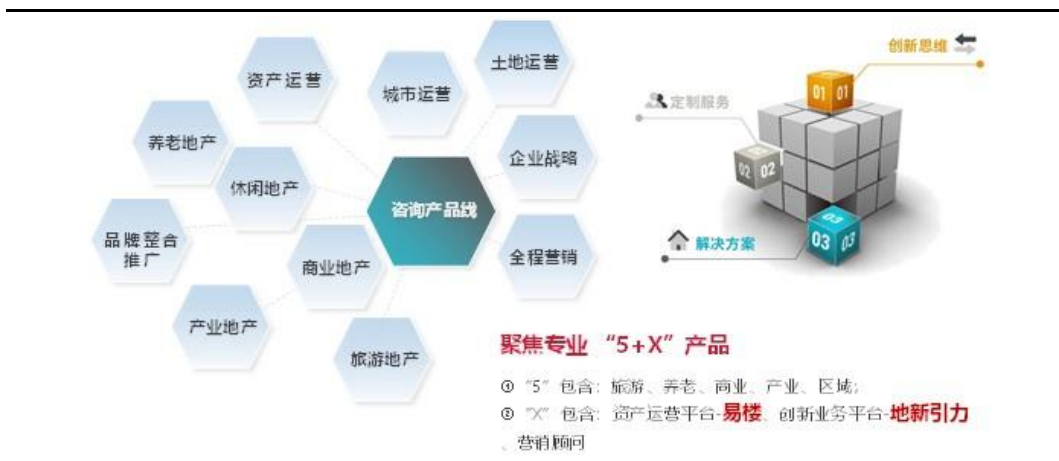 土地运营
资产运营
城市运营
养老地产
企业战略
休闲地产
咨询产品线
品牌整合
推广
全程营销
商业地产
产业地产
旅游地产
创新思维
01 01
定制服务
02 02
03
03 03
解决方案
聚焦专业 “5+X” 产品
① “5” 包含: 旅游、养老、商业、产业、区域;
② “X” 包含: 资产运营平台-易楼、创新业务平台-地新引力
、营销顾问